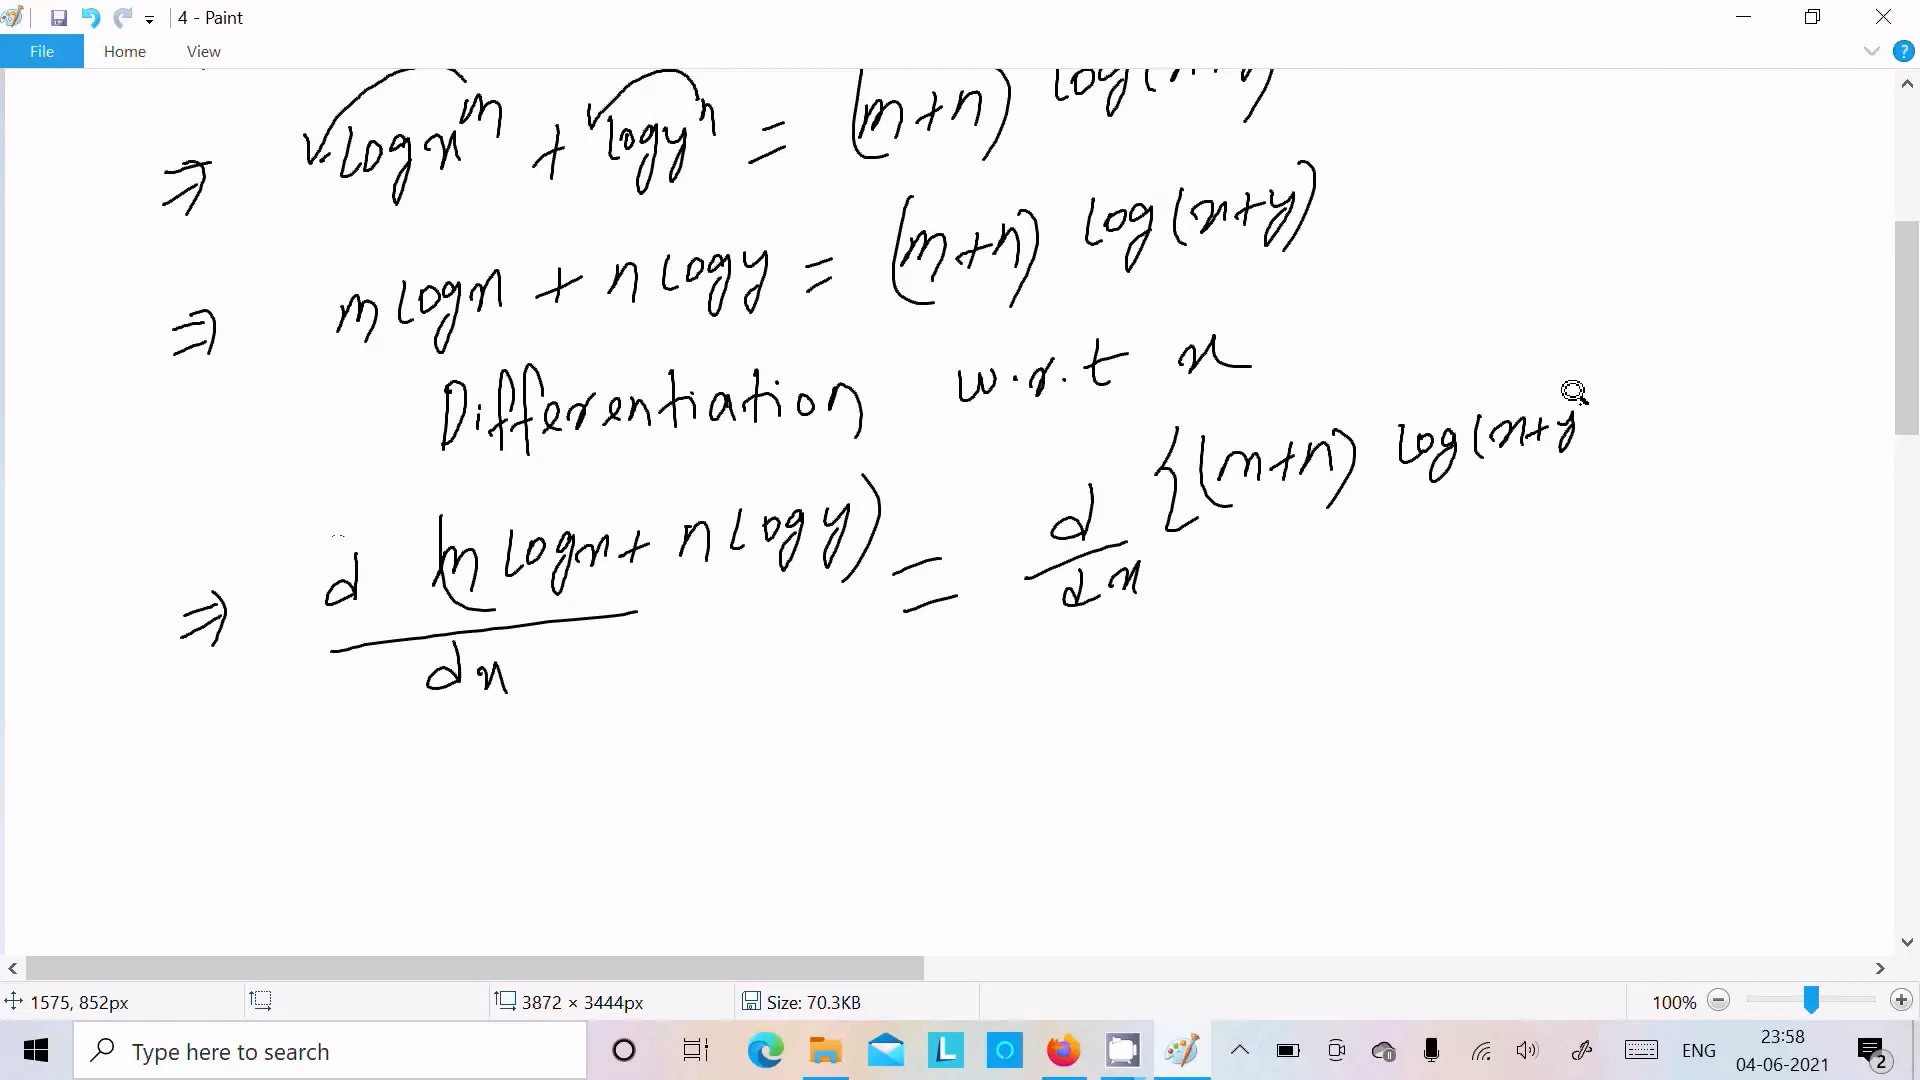 4 - Paint
File Home View
⇒ log x^m + log y^n = (m+n) log(x+y)
⇒ m log x + n log y = (m+n) log(x+y)
Differentiation w.r.t x
⇒ d (m log x + n log y) = d {(m+n) log(x+y
dx dx
1575, 852px 3872 × 3444px Size: 70.3KB 100%
Type here to search ENG 23:58
04-06-2021 2